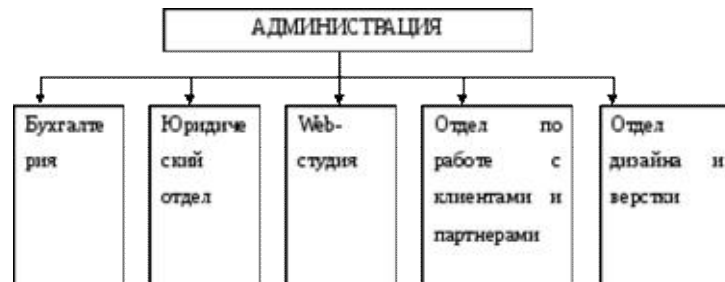 АДМИНИСТРАЦИЯ
Бухгалте
рия
Юридиче
ский
отдел
Web-
студия
Отдел по
работе с
клиентами и
партнерами
Отдел
дизайна и
верстки